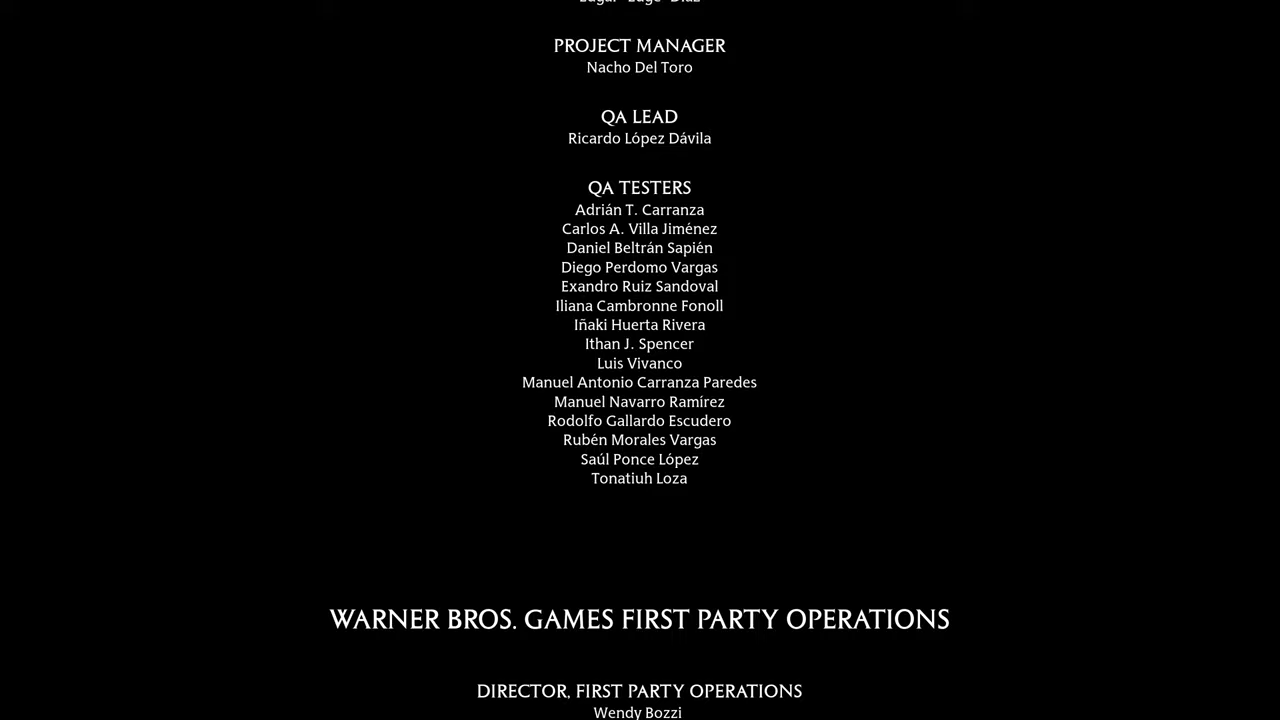 PROJECT MANAGER
Nacho Del Toro
QA LEAD
Ricardo López Dávila
QA TESTERS
Adrián T. Carranza
Carlos A. Villa Jiménez
Daniel Beltrán Sapién
Diego Perdomo Vargas
Exandro Ruiz Sandoval
Iliana Cambronne Fonoll
Iñaki Huerta Rivera
Ithan J. Spencer
Luis Vivanco
Manuel Antonio Carranza Paredes
Manuel Navarro Ramírez
Rodolfo Gallardo Escudero
Rubén Morales Vargas
Saúl Ponce López
Tonatiuh Loza
WARNER BROS. GAMES FIRST PARTY OPERATIONS
DIRECTOR, FIRST PARTY OPERATIONS
Wendy Bozzi